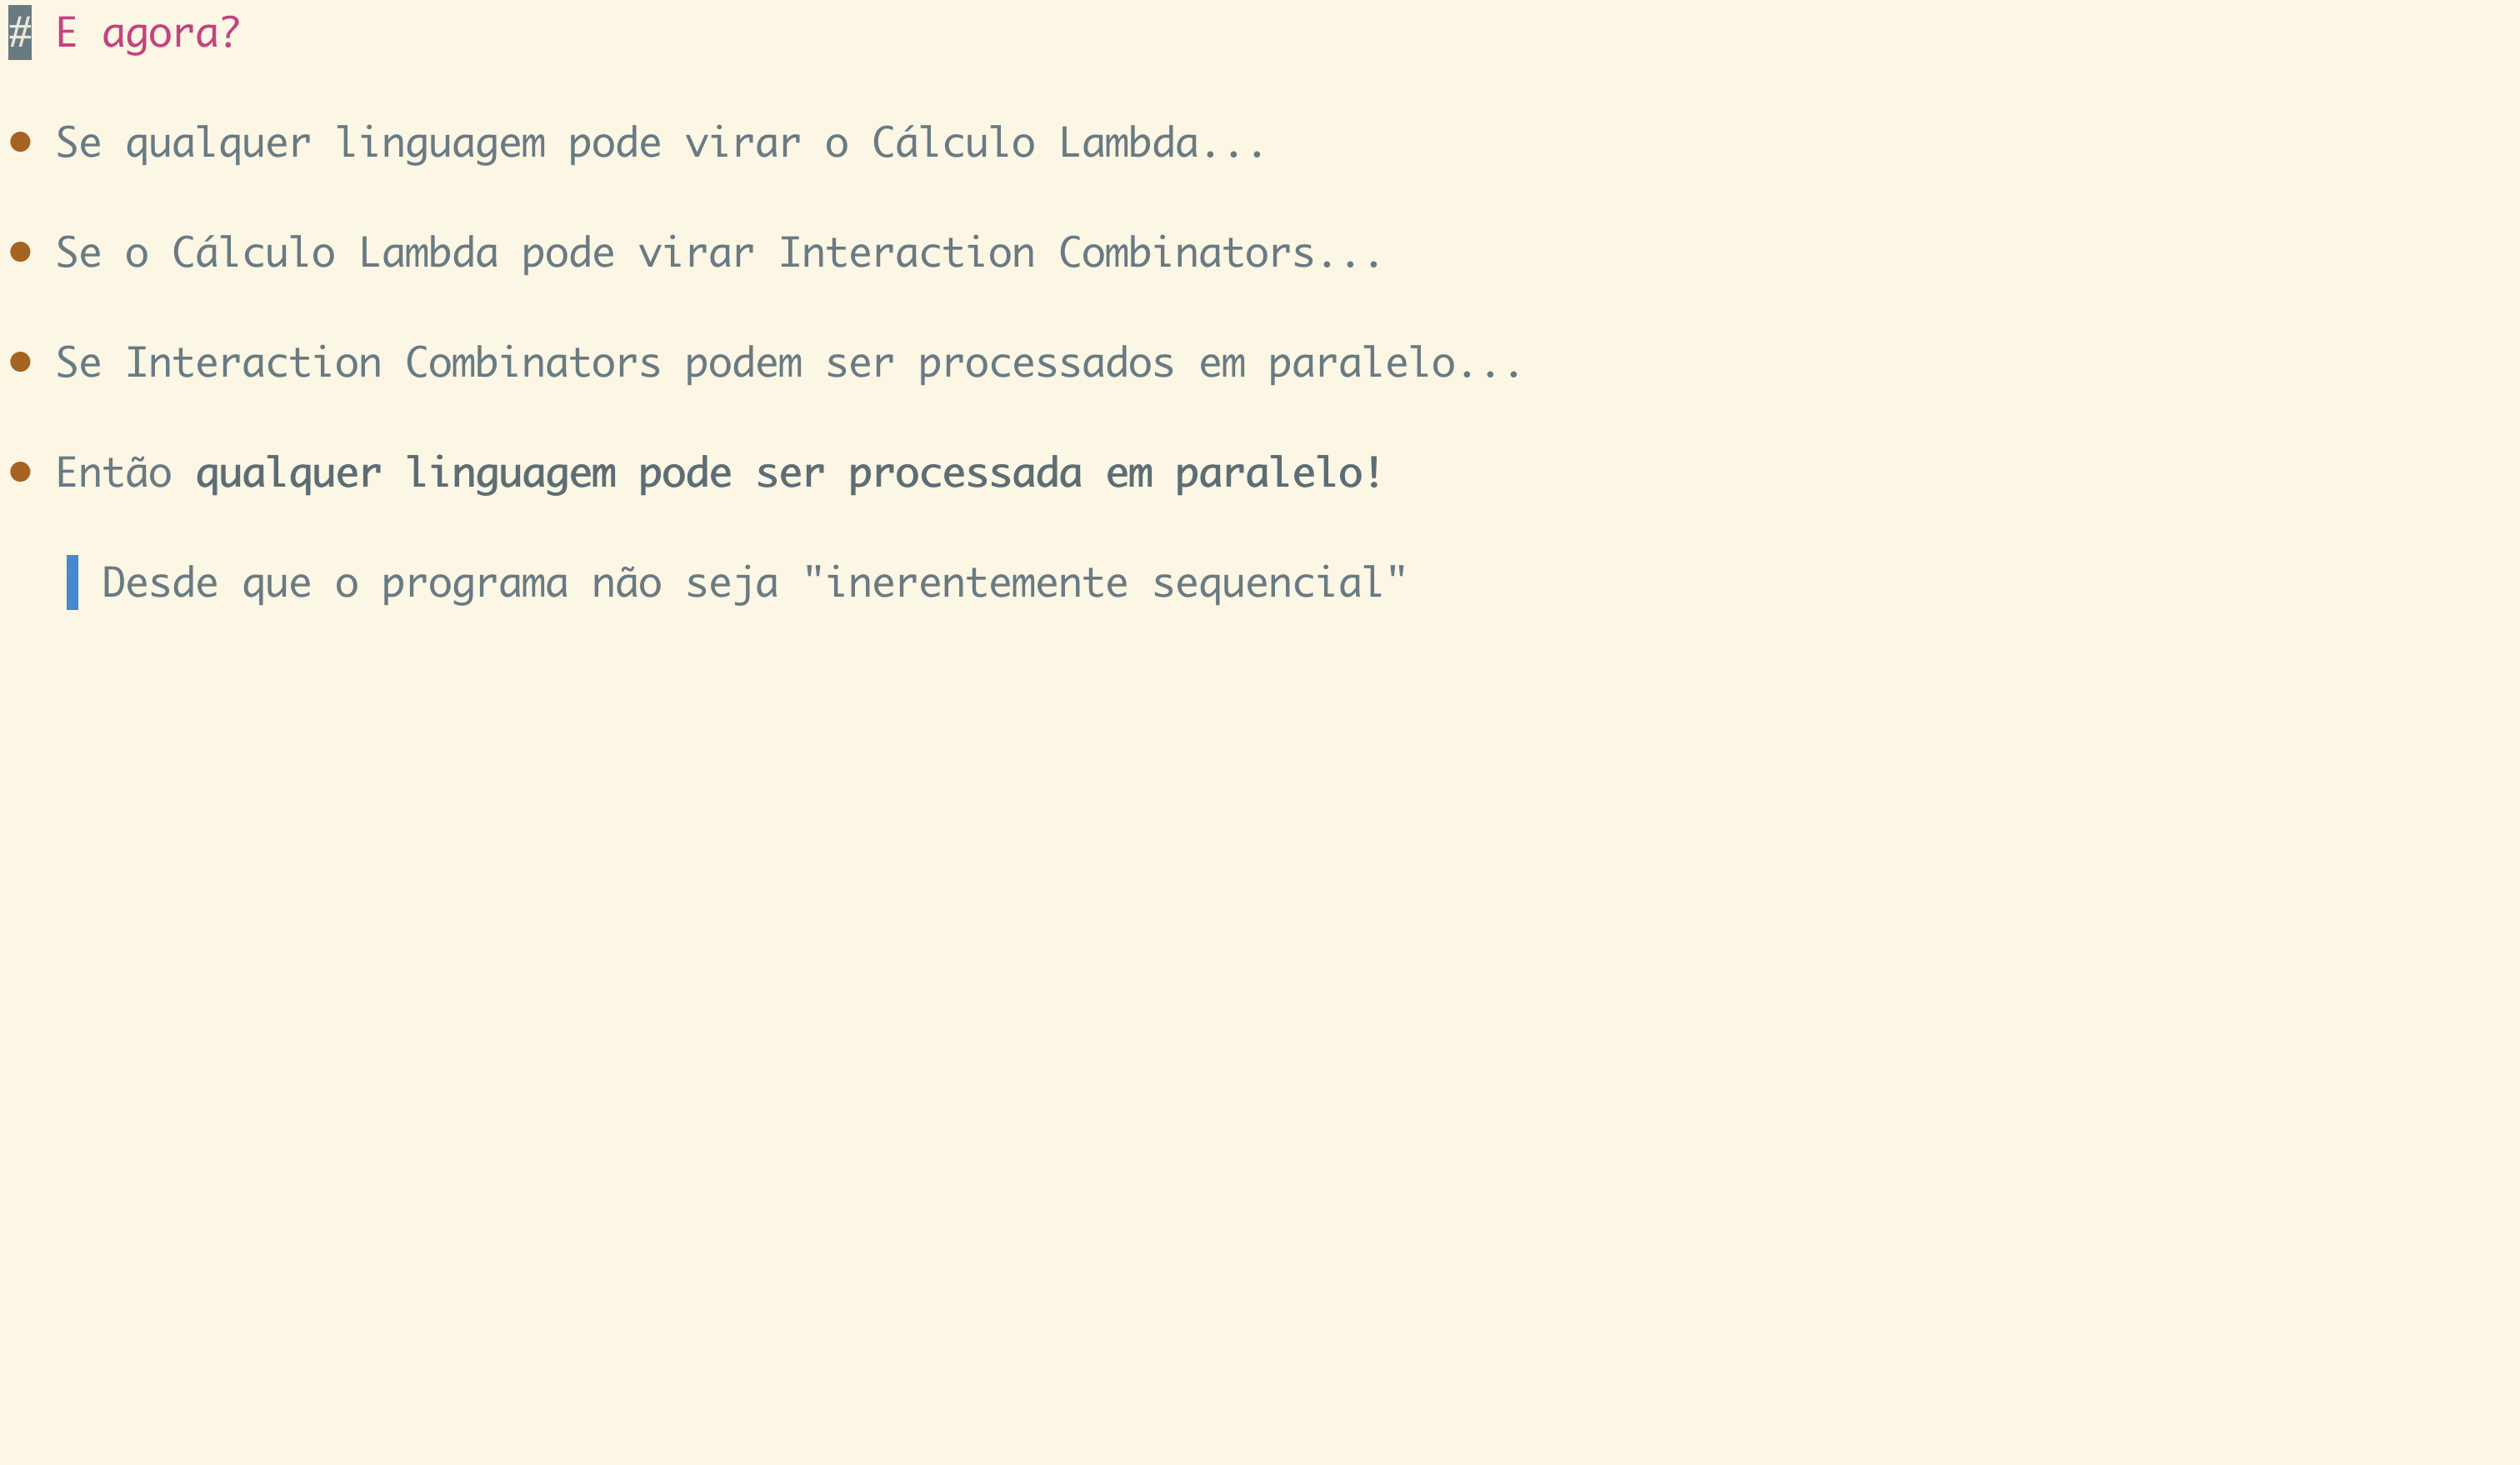 # E agora?
● Se qualquer linguagem pode virar o Cálculo Lambda...
● Se o Cálculo Lambda pode virar Interaction Combinators...
● Se Interaction Combinators podem ser processados em paralelo...
● Então qualquer linguagem pode ser processada em paralelo!
Desde que o programa não seja "inerentemente sequencial"